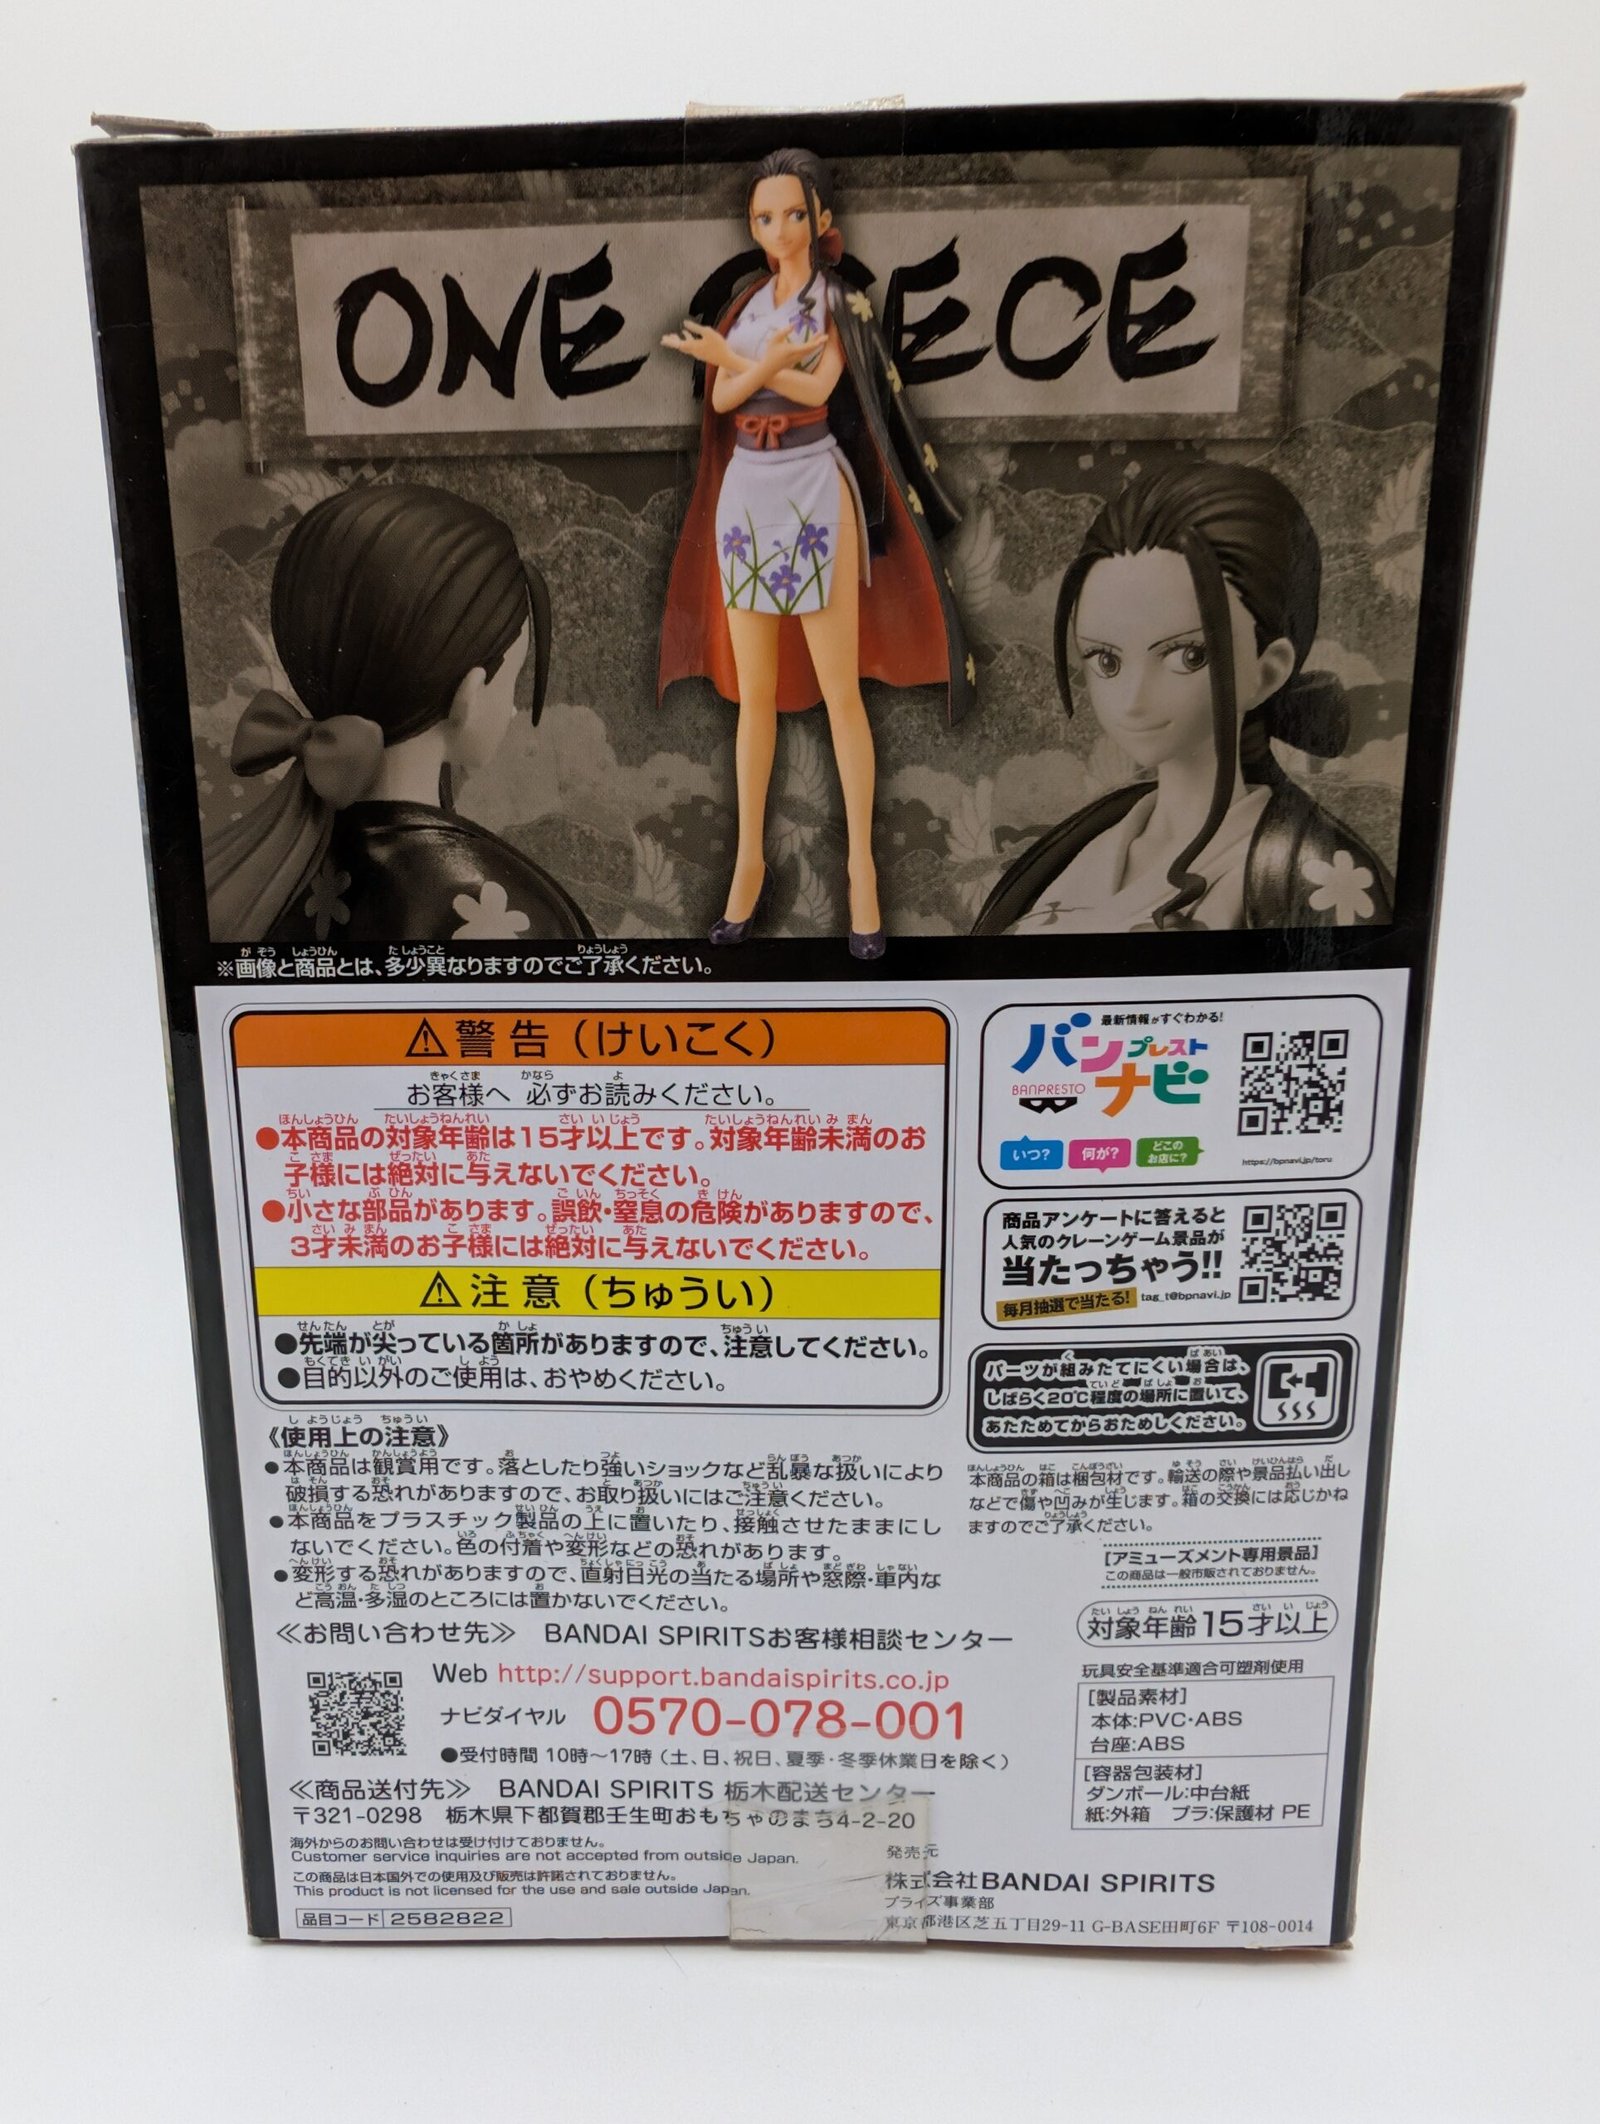 ONE PIECE
※画像と商品とは、多少異なりますのでご了承ください。
⚠警告(けいこく)
お客様へ 必ずお読みください。
●本商品の対象年齢は15才以上です。対象年齢未満のお
子様には絶対に与えないでください。
●小さな部品があります。誤飲・窒息の危険がありますので、
3才未満のお子様には絶対に与えないでください。
⚠注意(ちゅうい)
●先端が尖っている箇所がありますので、注意してください。
●目的以外のご使用は、おやめください。
《使用上の注意》
●本商品は観賞用です。落としたり強いショックなど乱暴な扱いにより
破損する恐れがありますので、お取り扱いにはご注意ください。
●本商品をプラスチック製品の上に置いたり、接触させたままにし
ないでください。色の付着や変形などの恐れがあります。
●変形する恐れがありますので、直射日光の当たる場所や窓際・車内な
ど高温・多湿のところには置かないでください。
≪お問い合わせ先≫ BANDAI SPIRITSお客様相談センター
Web http://support.bandaispirits.co.jp
ナビダイヤル 0570-078-001
●受付時間 10時〜17時(土、日、祝日、夏季・冬季休業日を除く)
≪商品送付先≫ BANDAI SPIRITS 栃木配送センター
〒321-0298 栃木県下都賀郡壬生町おもちゃのまち4-2-20
海外からのお問い合わせは受け付けておりません。
Customer service inquiries are not accepted from outside Japan.
この商品は日本国外での使用及び販売は許諾されておりません。
This product is not licensed for the use and sale outside Japan.
品目コード 2582822
最新情報がすぐわかる!
バンプレストナビ
BANPRESTO
いつ? 何が? どこのお店に?
https://bpnavi.jp/toru
商品アンケートに答えると
人気のクレーンゲーム景品が
当たっちゃう!!
毎月抽選で当たる! tag_t@bpnavi.jp
パーツが組みたてにくい場合は、
しばらく20℃程度の場所に置いて、
あたためてからおためしください。
本商品の箱は梱包材です。輸送の際や景品払い出し
などで傷や凹みが生じます。箱の交換には応じかね
ますのでご了承ください。
[アミューズメント専用景品]
この商品は一般市販されておりません。
対象年齢15才以上
玩具安全基準適合可塑剤使用
[製品素材]
本体:PVC・ABS
台座:ABS
[容器包装材]
ダンボール:中台紙
紙:外箱 プラ:保護材 PE
発売元
株式会社BANDAI SPIRITS
プライズ事業部
東京都港区芝五丁目29-11 G-BASE田町6F 〒108-0014